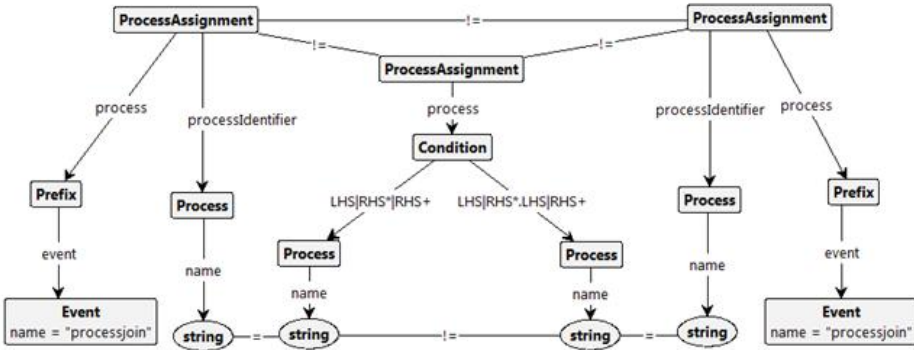 ProcessAssignment
!=
ProcessAssignment
!=
!=
ProcessAssignment
process
processIdentifier
process
processIdentifier
process
Condition
Prefix
Process
LHS|RHS*|RHS+
LHS|RHS*.LHS|RHS+
Process
Prefix
event
name
Process
Process
name
event
name
name
Event
name = "processjoin"
string
=
string
!=
string
=
string
Event
name = "processjoin"